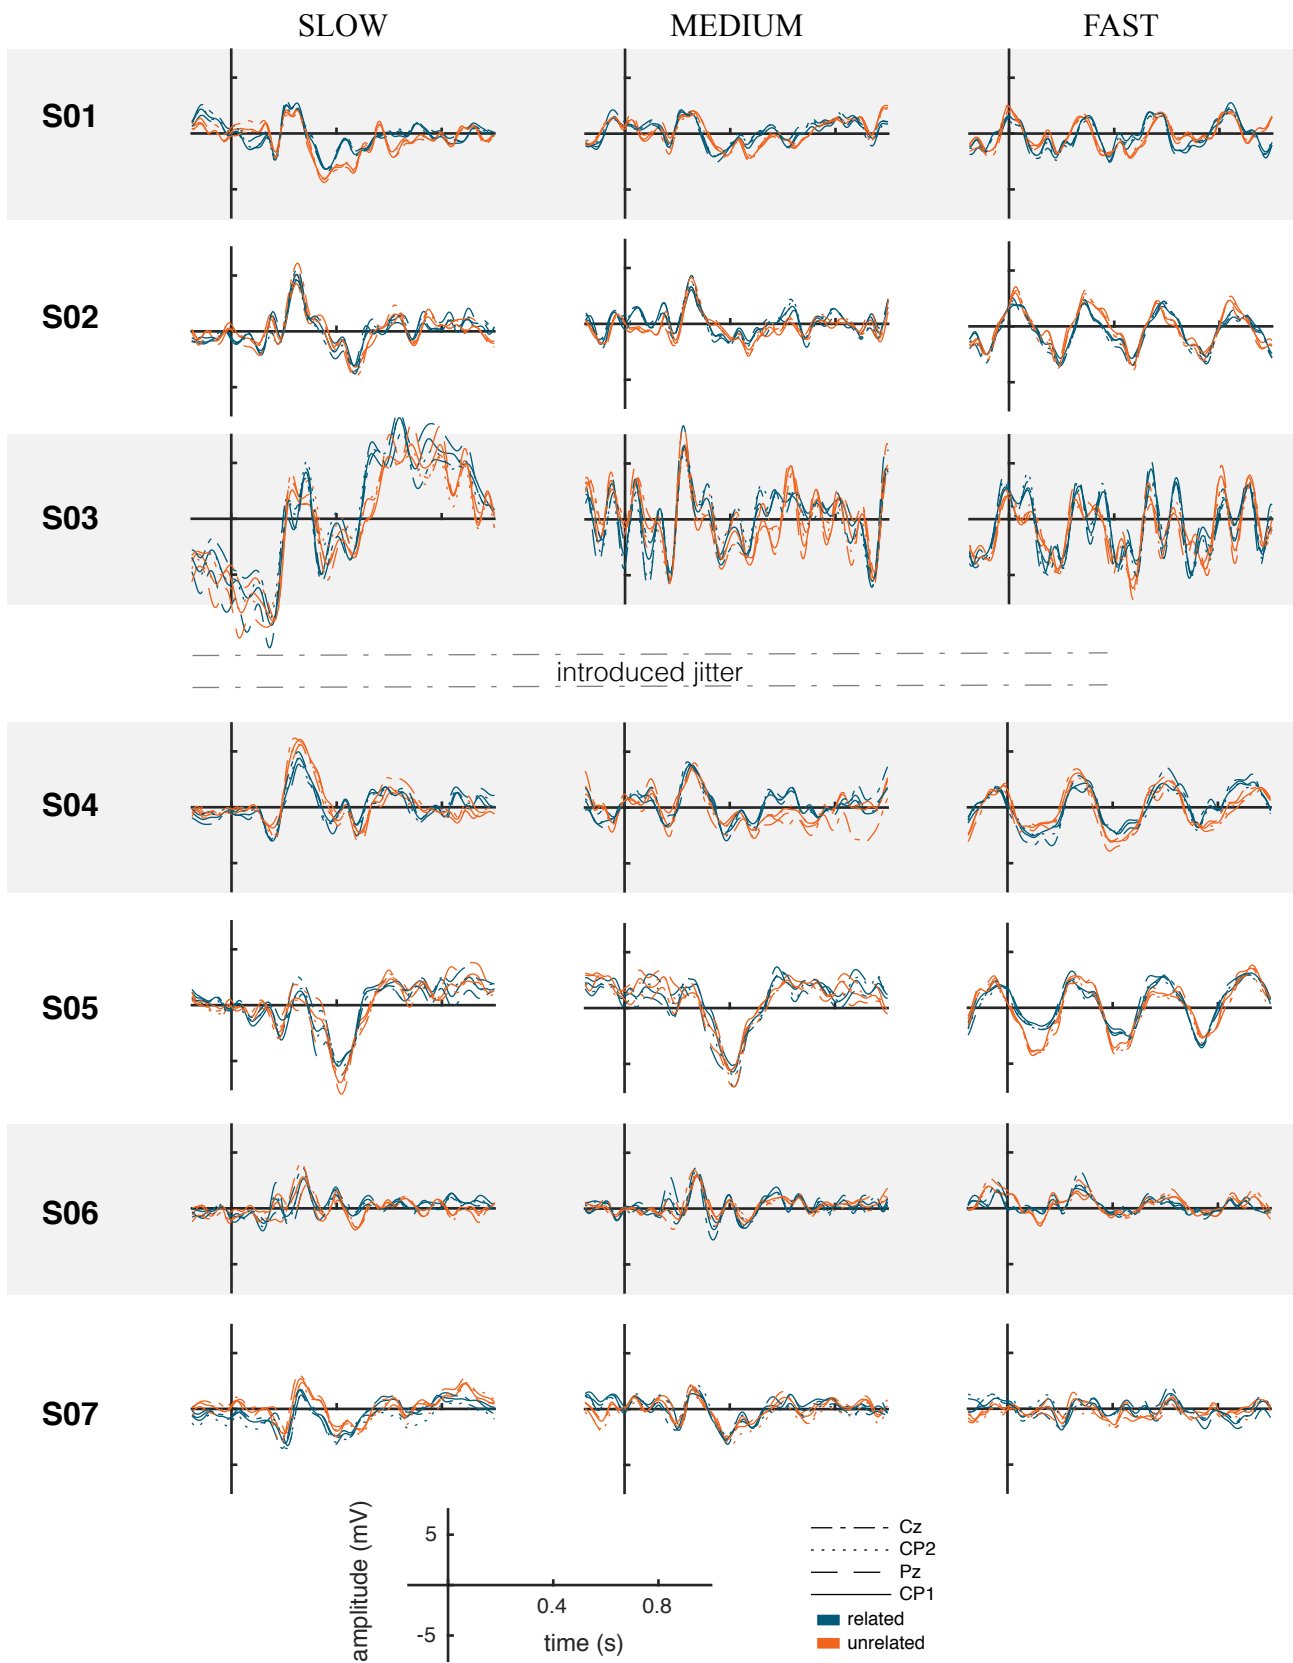 SLOW MEDIUM FAST
S01
S02
S03
introduced jitter
S04
S05
S06
S07
amplitude (mV)
5
-5
0.4 0.8
time (s)
Cz
CP2
Pz
CP1
related
unrelated